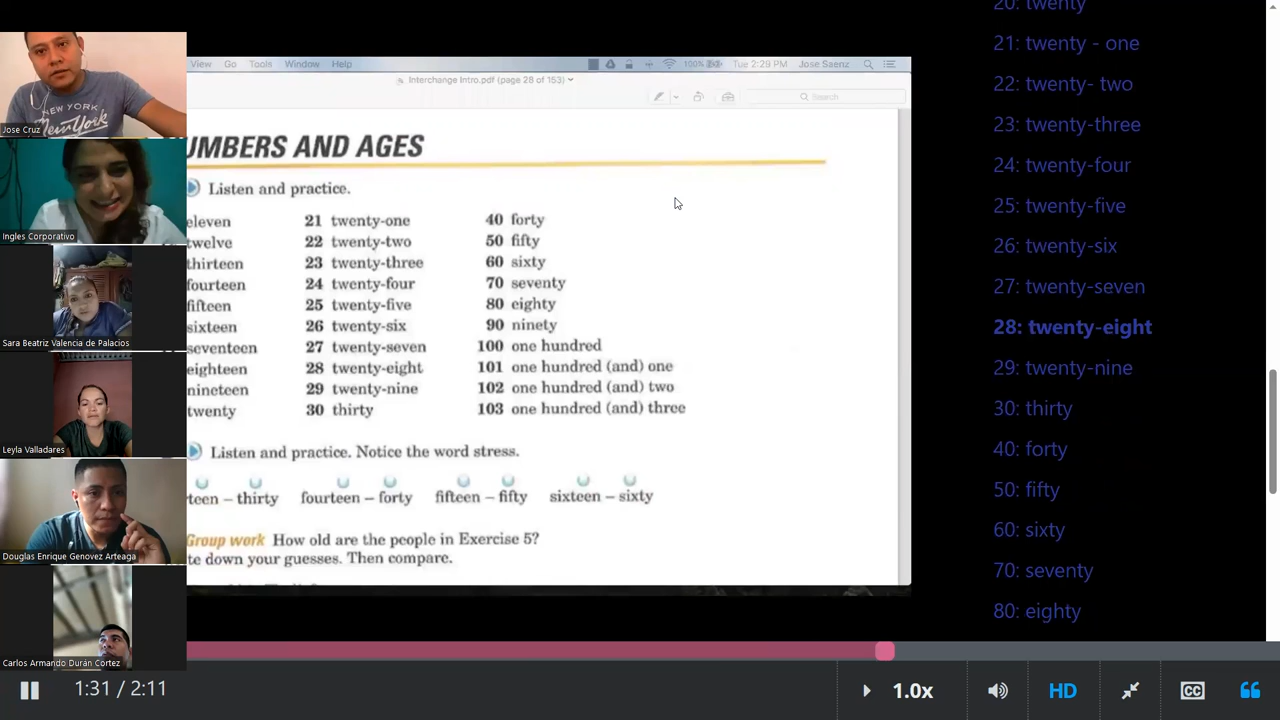 View Go Tools Window Help
100% Tue 2:29 PM Jose Saenz
Interchange Intro.pdf (page 28 of 153)
Search
UMBERS AND AGES
Listen and practice.
eleven 21 twenty-one 40 forty
twelve 22 twenty-two 50 fifty
thirteen 23 twenty-three 60 sixty
fourteen 24 twenty-four 70 seventy
fifteen 25 twenty-five 80 eighty
sixteen 26 twenty-six 90 ninety
seventeen 27 twenty-seven 100 one hundred
eighteen 28 twenty-eight 101 one hundred (and) one
nineteen 29 twenty-nine 102 one hundred (and) two
twenty 30 thirty 103 one hundred (and) three
Listen and practice. Notice the word stress.
teen – thirty fourteen – forty fifteen – fifty sixteen – sixty
Group work How old are the people in Exercise 5?
te down your guesses. Then compare.
Jose Cruz
Ingles Corporativo
Sara Beatriz Valencia de Palacios
Leyla Valladares
Douglas Enrique Genovez Arteaga
Carlos Armando Durán Cortez
20: twenty
21: twenty - one
22: twenty- two
23: twenty-three
24: twenty-four
25: twenty-five
26: twenty-six
27: twenty-seven
28: twenty-eight
29: twenty-nine
30: thirty
40: forty
50: fifty
60: sixty
70: seventy
80: eighty
1:31 / 2:11
1.0x
HD
CC